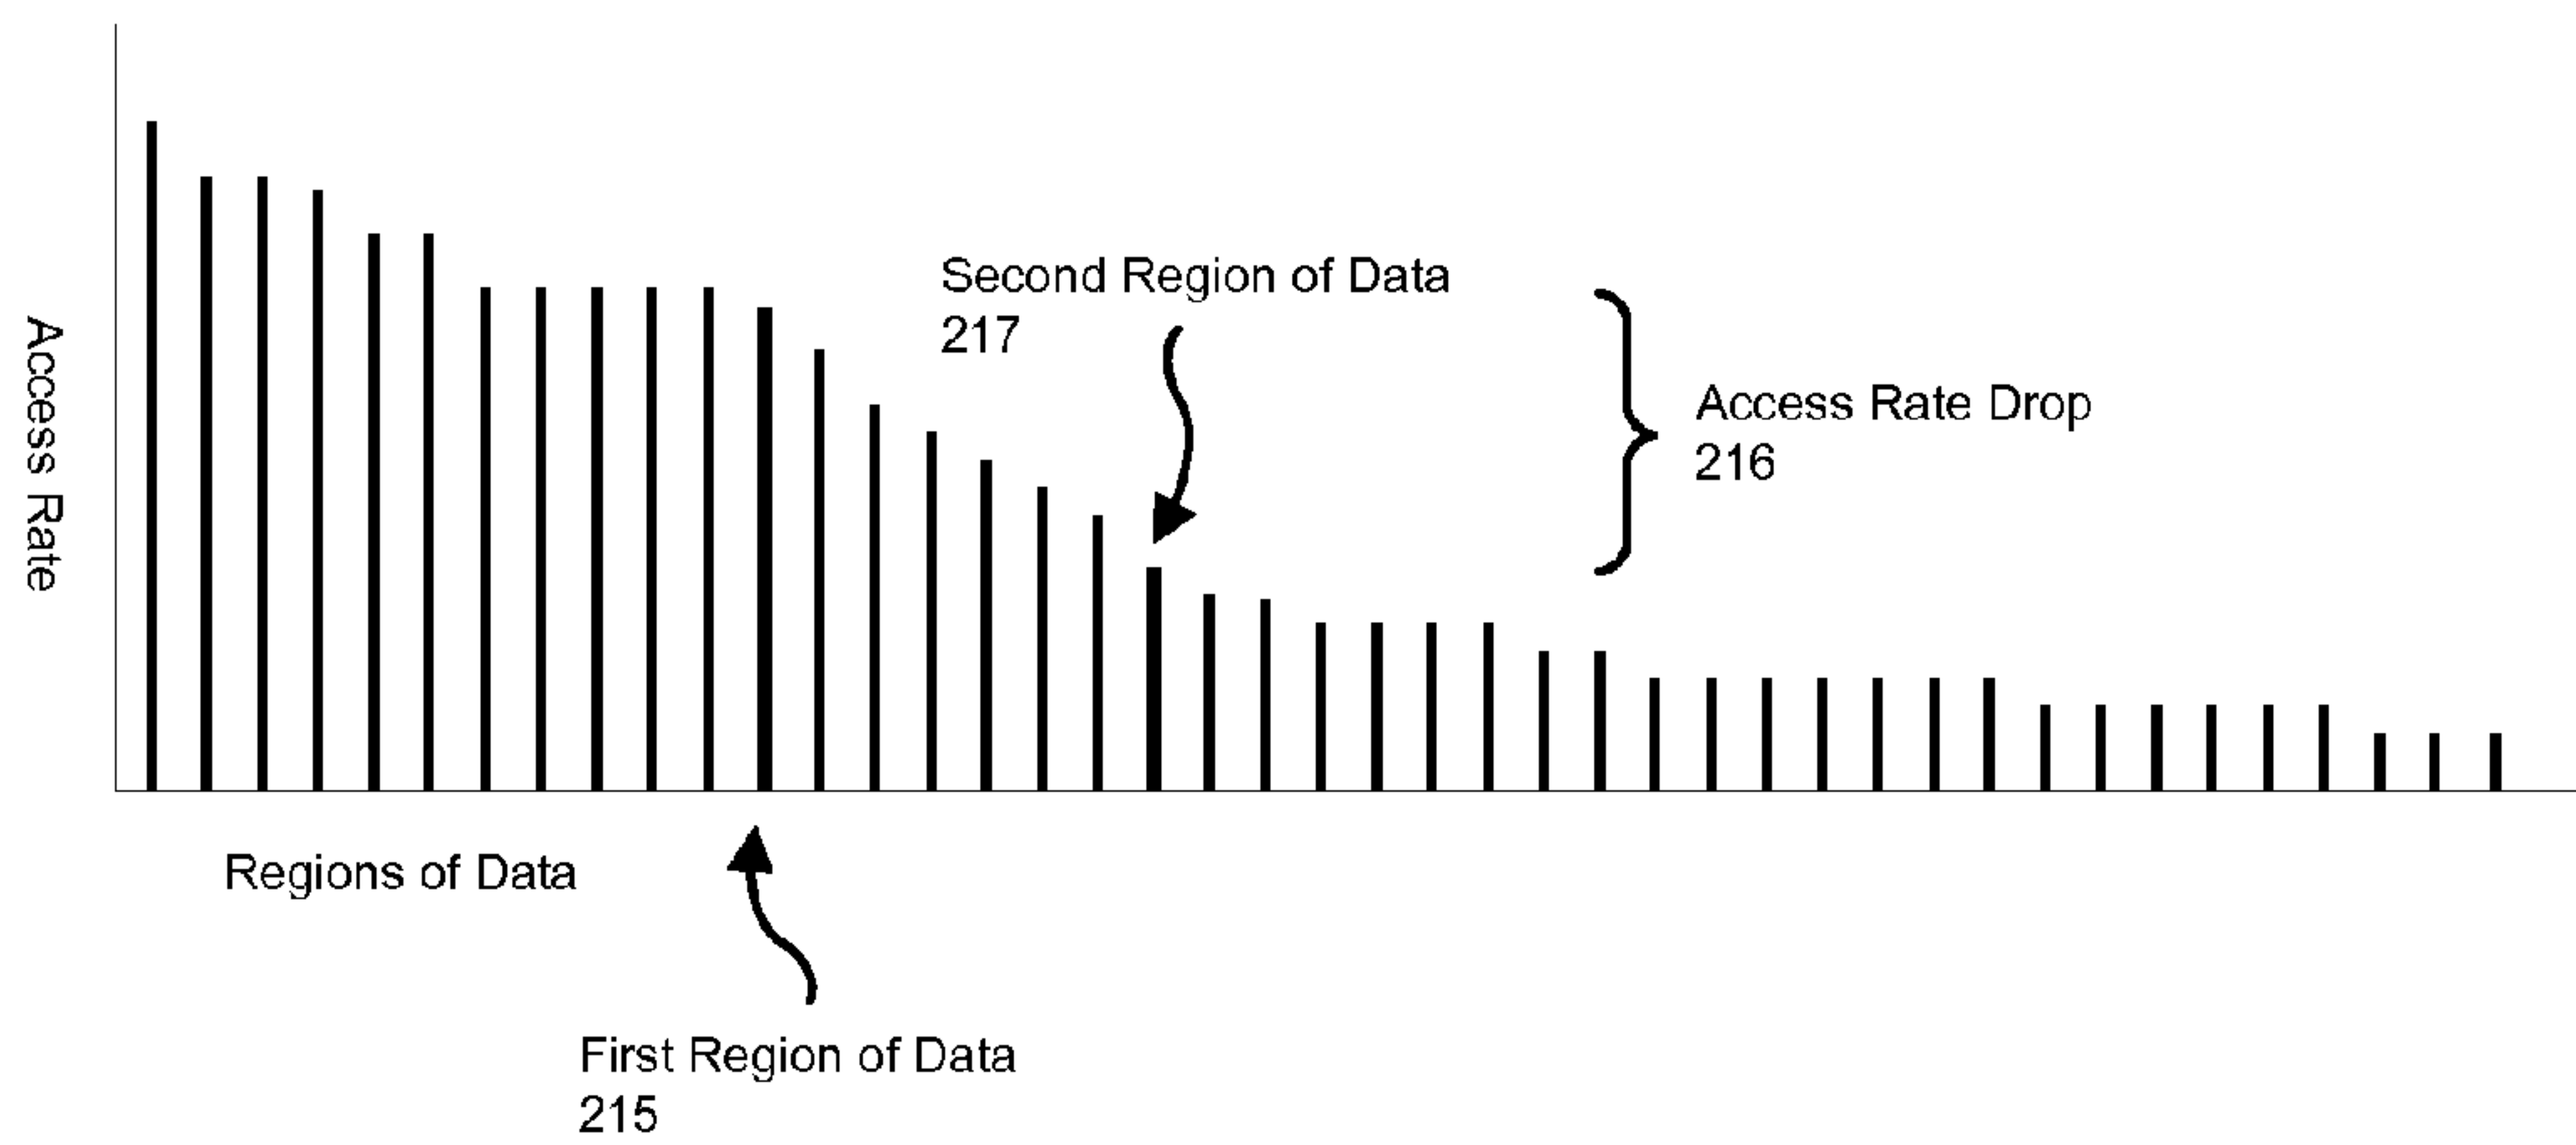 Access Rate
Second Region of Data
217
Access Rate Drop
216
Regions of Data
First Region of Data
215